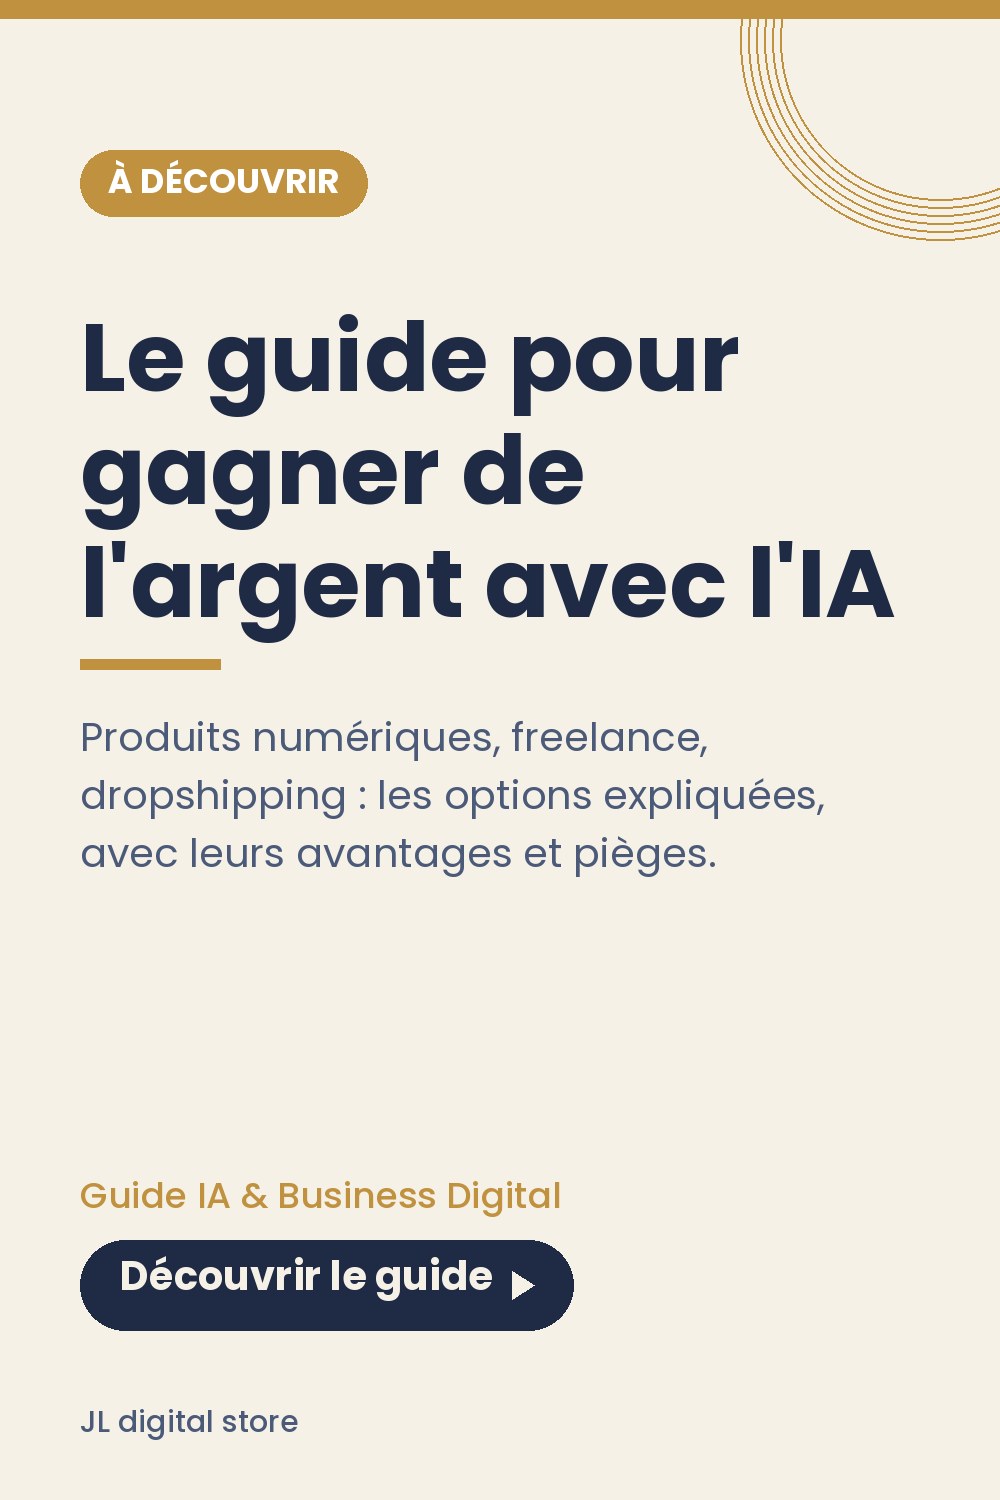 À DÉCOUVRIR
Le guide pour
gagner de
l'argent avec l'IA
Produits numériques, freelance,
dropshipping : les options expliquées,
avec leurs avantages et pièges.
Guide IA & Business Digital
Découvrir le guide
JL digital store